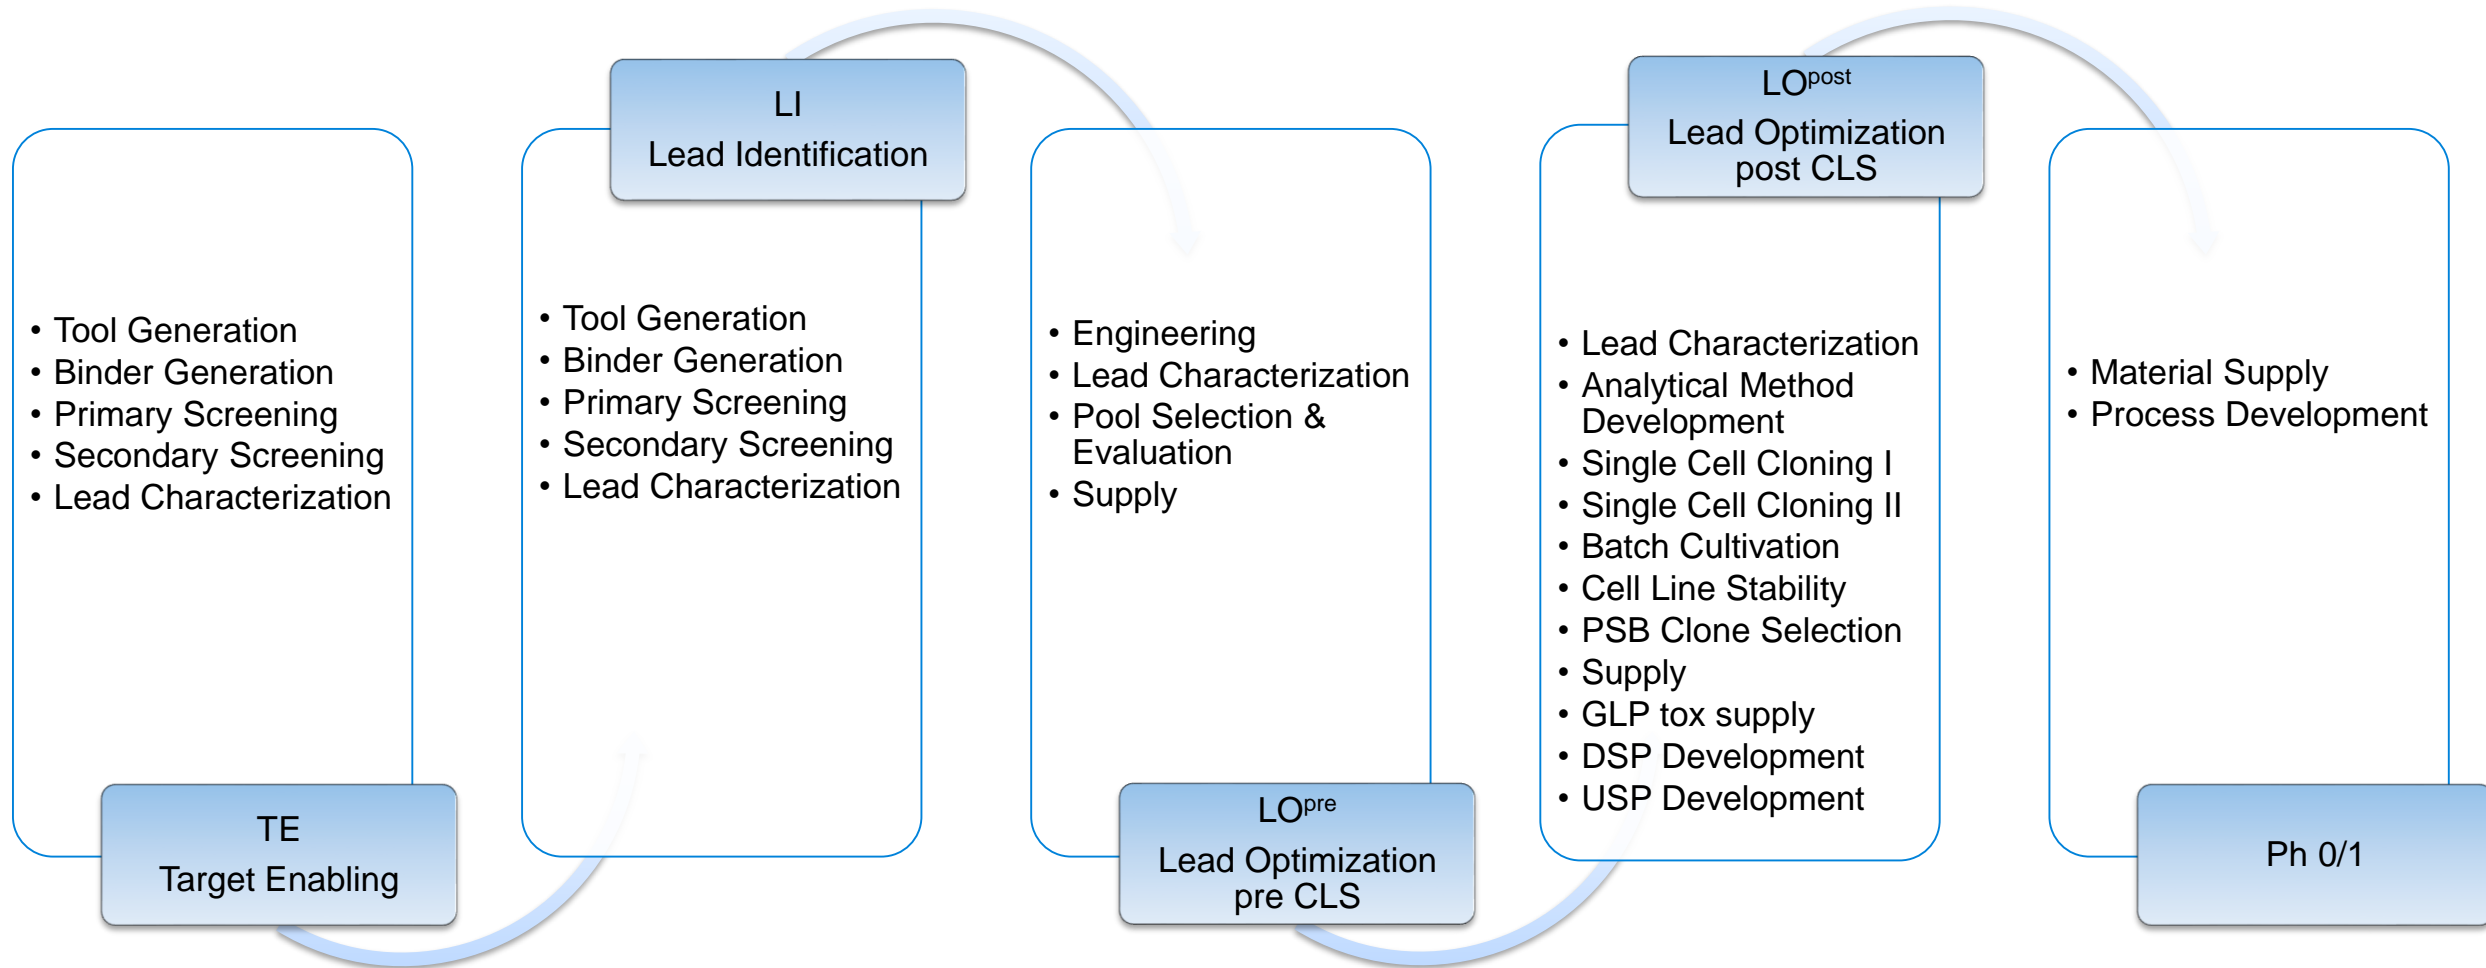 • Tool Generation
• Binder Generation
• Primary Screening
• Secondary Screening
• Lead Characterization
TE
Target Enabling
LI
Lead Identification
• Tool Generation
• Binder Generation
• Primary Screening
• Secondary Screening
• Lead Characterization
• Engineering
• Lead Characterization
• Pool Selection &
Evaluation
• Supply
LOpre
Lead Optimization
pre CLS
LOpost
Lead Optimization
post CLS
• Lead Characterization
• Analytical Method
Development
• Single Cell Cloning I
• Single Cell Cloning II
• Batch Cultivation
• Cell Line Stability
• PSB Clone Selection
• Supply
• GLP tox supply
• DSP Development
• USP Development
• Material Supply
• Process Development
Ph 0/1